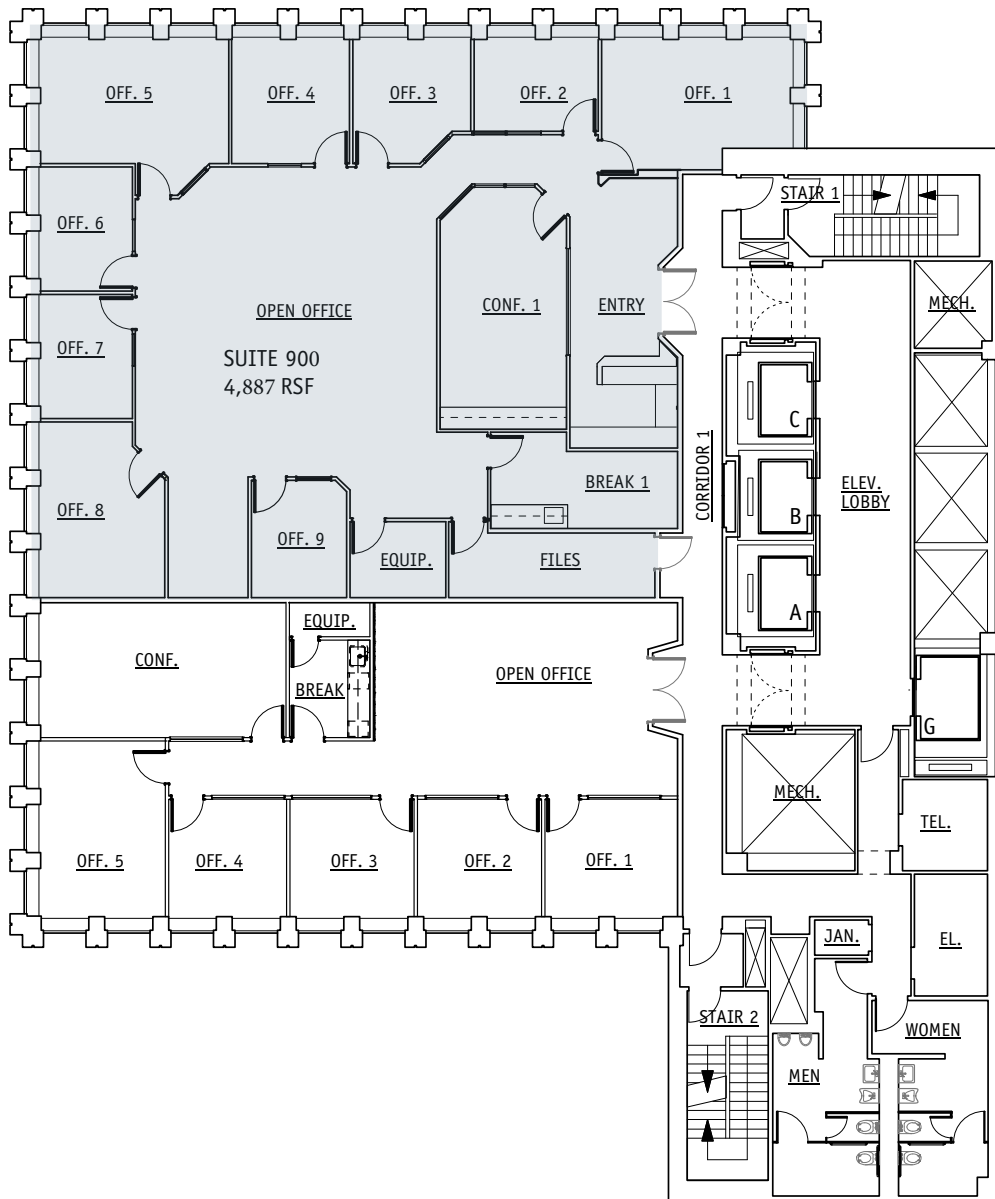 OFF. 5
OFF. 4
OFF. 3
OFF. 2
OFF. 1
STAIR 1
OFF. 6
OPEN OFFICE
CONF. 1
ENTRY
MECH.
OFF. 7
SUITE 900
4,887 RSF
C
CORRIDOR 1
ELEV.
LOBBY
B
BREAK 1
OFF. 8
OFF. 9
EQUIP.
FILES
A
EQUIP.
CONF.
BREAK
OPEN OFFICE
G
MECH.
TEL.
OFF. 5
OFF. 4
OFF. 3
OFF. 2
OFF. 1
JAN.
EL.
STAIR 2
WOMEN
MEN